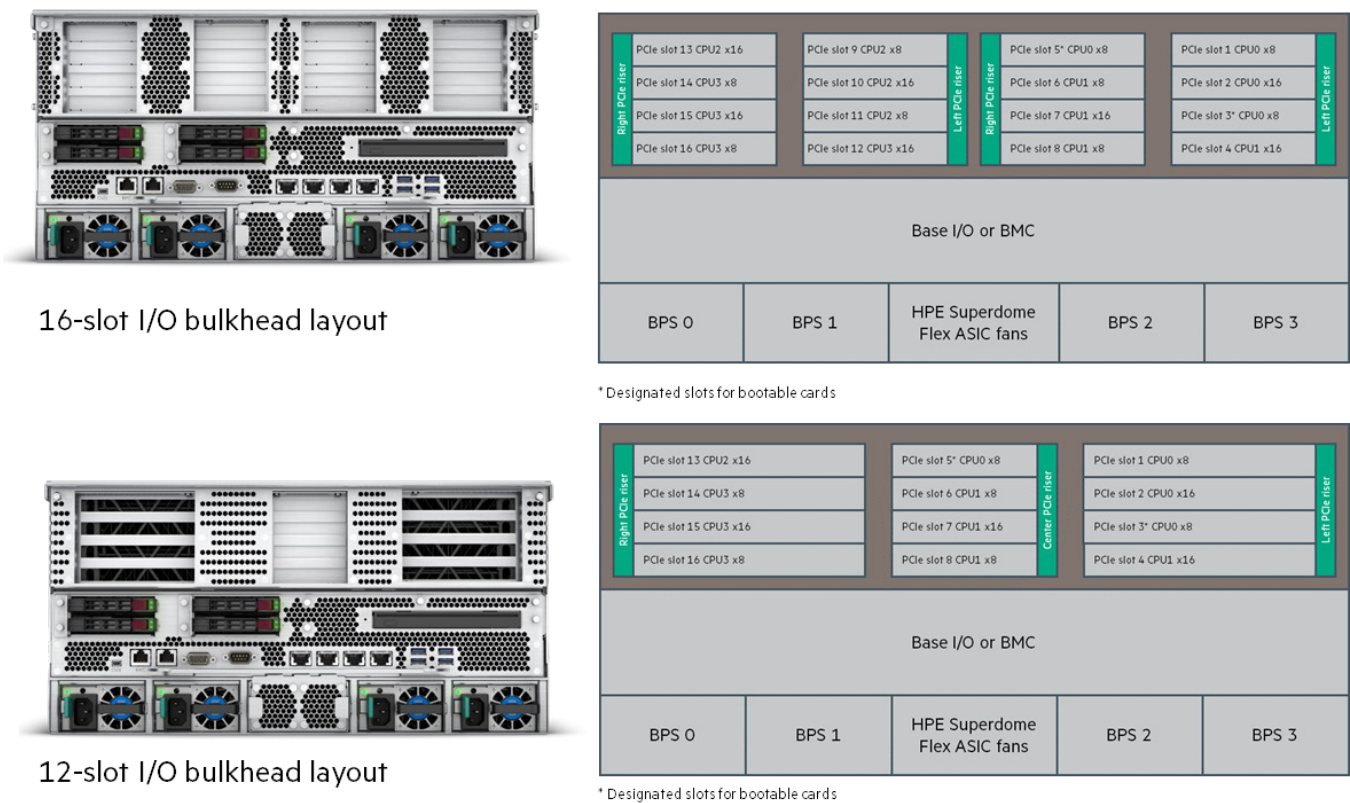 Right PCIe riser
PCIe slot 13 CPU2 x16
PCIe slot 14 CPU3 x8
PCIe slot 15 CPU3 x16
PCIe slot 16 CPU3 x8
PCIe slot 9 CPU2 x8
PCIe slot 10 CPU2 x16
PCIe slot 11 CPU2 x8
PCIe slot 12 CPU3 x16
Left PCIe riser
Right PCIe riser
PCIe slot 5* CPU0 x8
PCIe slot 6 CPU1 x8
PCIe slot 7 CPU1 x16
PCIe slot 8 CPU1 x8
PCIe slot 1 CPU0 x8
PCIe slot 2 CPU0 x16
PCIe slot 3* CPU0 x8
PCIe slot 4 CPU1 x16
Left PCIe riser
Base I/O or BMC
BPS 0
BPS 1
HPE Superdome
Flex ASIC fans
BPS 2
BPS 3
16-slot I/O bulkhead layout
* Designated slots for bootable cards
Right PCIe riser
PCIe slot 13 CPU2 x16
PCIe slot 14 CPU3 x8
PCIe slot 15 CPU3 x16
PCIe slot 16 CPU3 x8
PCIe slot 5* CPU0 x8
PCIe slot 6 CPU1 x8
PCIe slot 7 CPU1 x16
PCIe slot 8 CPU1 x8
Center PCIe riser
PCIe slot 1 CPU0 x8
PCIe slot 2 CPU0 x16
PCIe slot 3* CPU0 x8
PCIe slot 4 CPU1 x16
Left PCIe riser
Base I/O or BMC
BPS 0
BPS 1
HPE Superdome
Flex ASIC fans
BPS 2
BPS 3
12-slot I/O bulkhead layout
* Designated slots for bootable cards